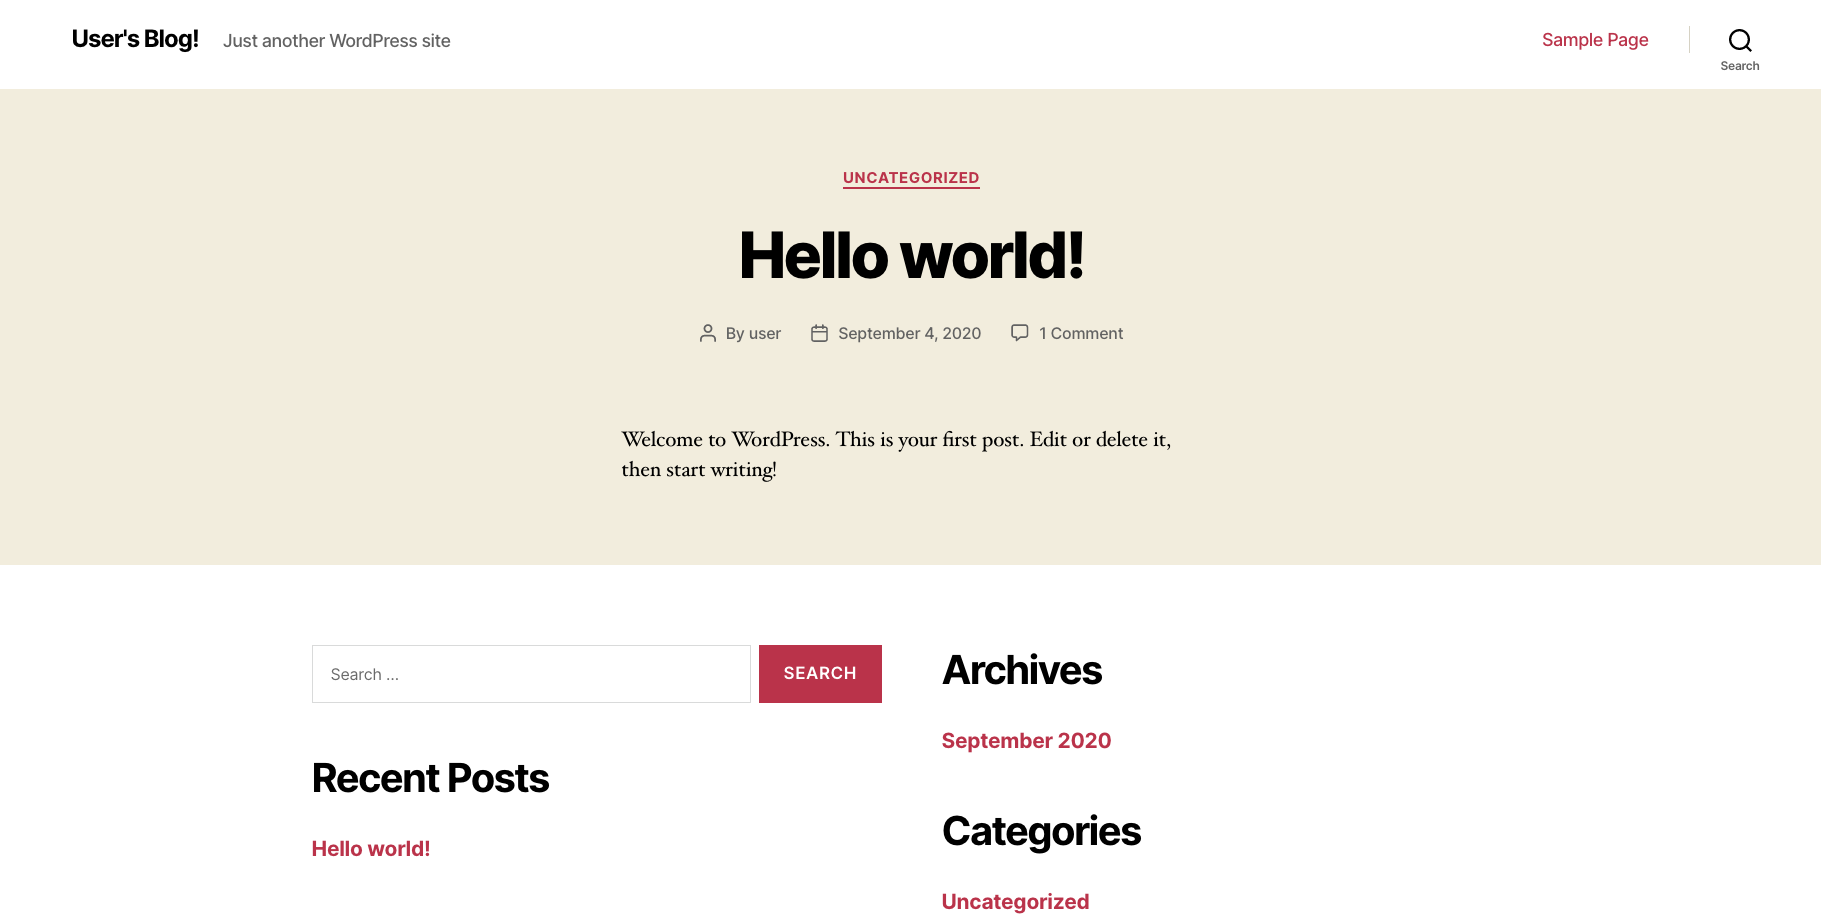 User's Blog!
Just another WordPress site
Sample Page
Search
UNCATEGORIZED
Hello world!
By user
September 4, 2020
1 Comment
Welcome to WordPress. This is your first post. Edit or delete it,
then start writing!
Search …
SEARCH
Recent Posts
Hello world!
Archives
September 2020
Categories
Uncategorized